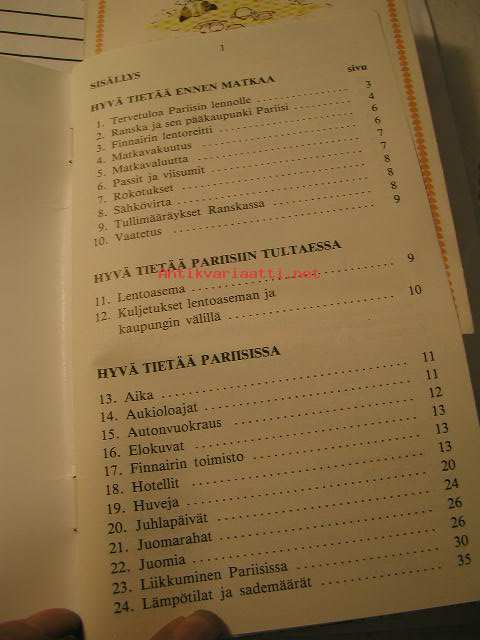 1
SISÄLLYS
HYVÄ TIETÄÄ ENNEN MATKAA sivu
1. Tervetuloa Pariisin lennolle 3
2. Ranska ja sen pääkaupunki Pariisi 4
3. Finnairin lentoreitti 6
4. Matkavakuutus 6
5. Matkavaluutta 7
6. Passit ja viisumit 7
7. Rokotukset 8
8. Sähkövirta 8
9. Tullimääräykset Ranskassa 8
10. Vaatetus 9
HYVÄ TIETÄÄ PARIISIIN TULTAESSA
Antikvariaatti.net
11. Lentoasema 9
12. Kuljetukset lentoaseman ja
kaupungin välillä 10
HYVÄ TIETÄÄ PARIISISSA
13. Aika 11
14. Aukioloajat 11
15. Autonvuokraus 12
16. Elokuvat 13
17. Finnairin toimisto 13
18. Hotellit 13
19. Huveja 20
20. Juhlapäivät 24
21. Juomarahat 26
22. Juomia 26
23. Liikkuminen Pariisissa 30
24. Lämpötilat ja sademäärät 35